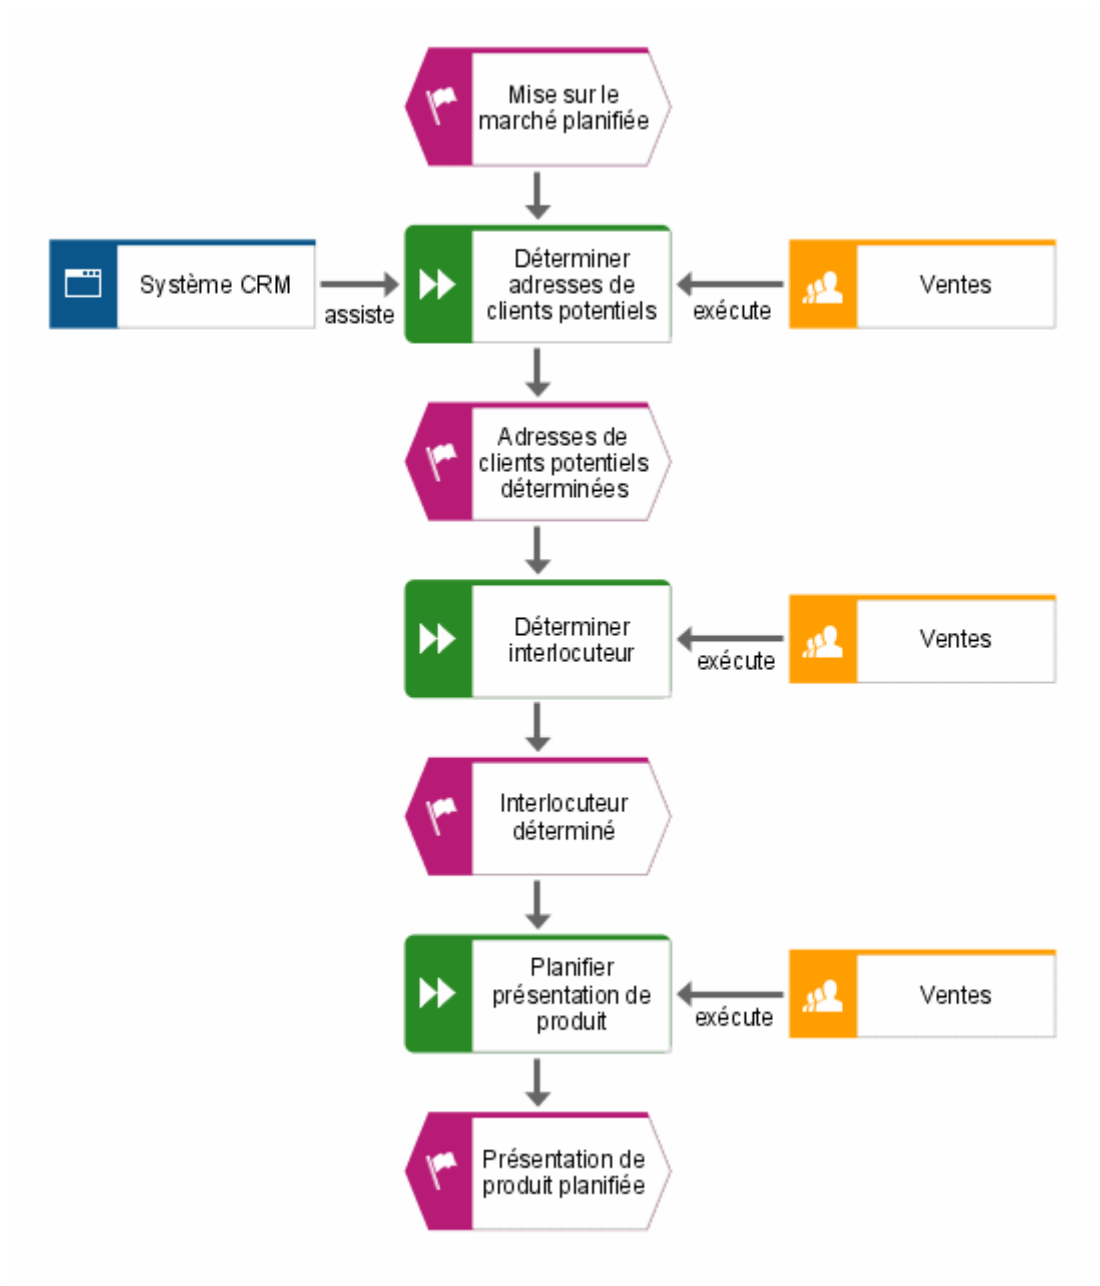 Mise sur le
marché planifiée
Système CRM
assiste
Déterminer
adresses de
clients potentiels
exécute
Ventes
Adresses de
clients potentiels
déterminées
Déterminer
interlocuteur
exécute
Ventes
Interlocuteur
déterminé
Planifier
présentation de
produit
exécute
Ventes
Présentation de
produit planifiée